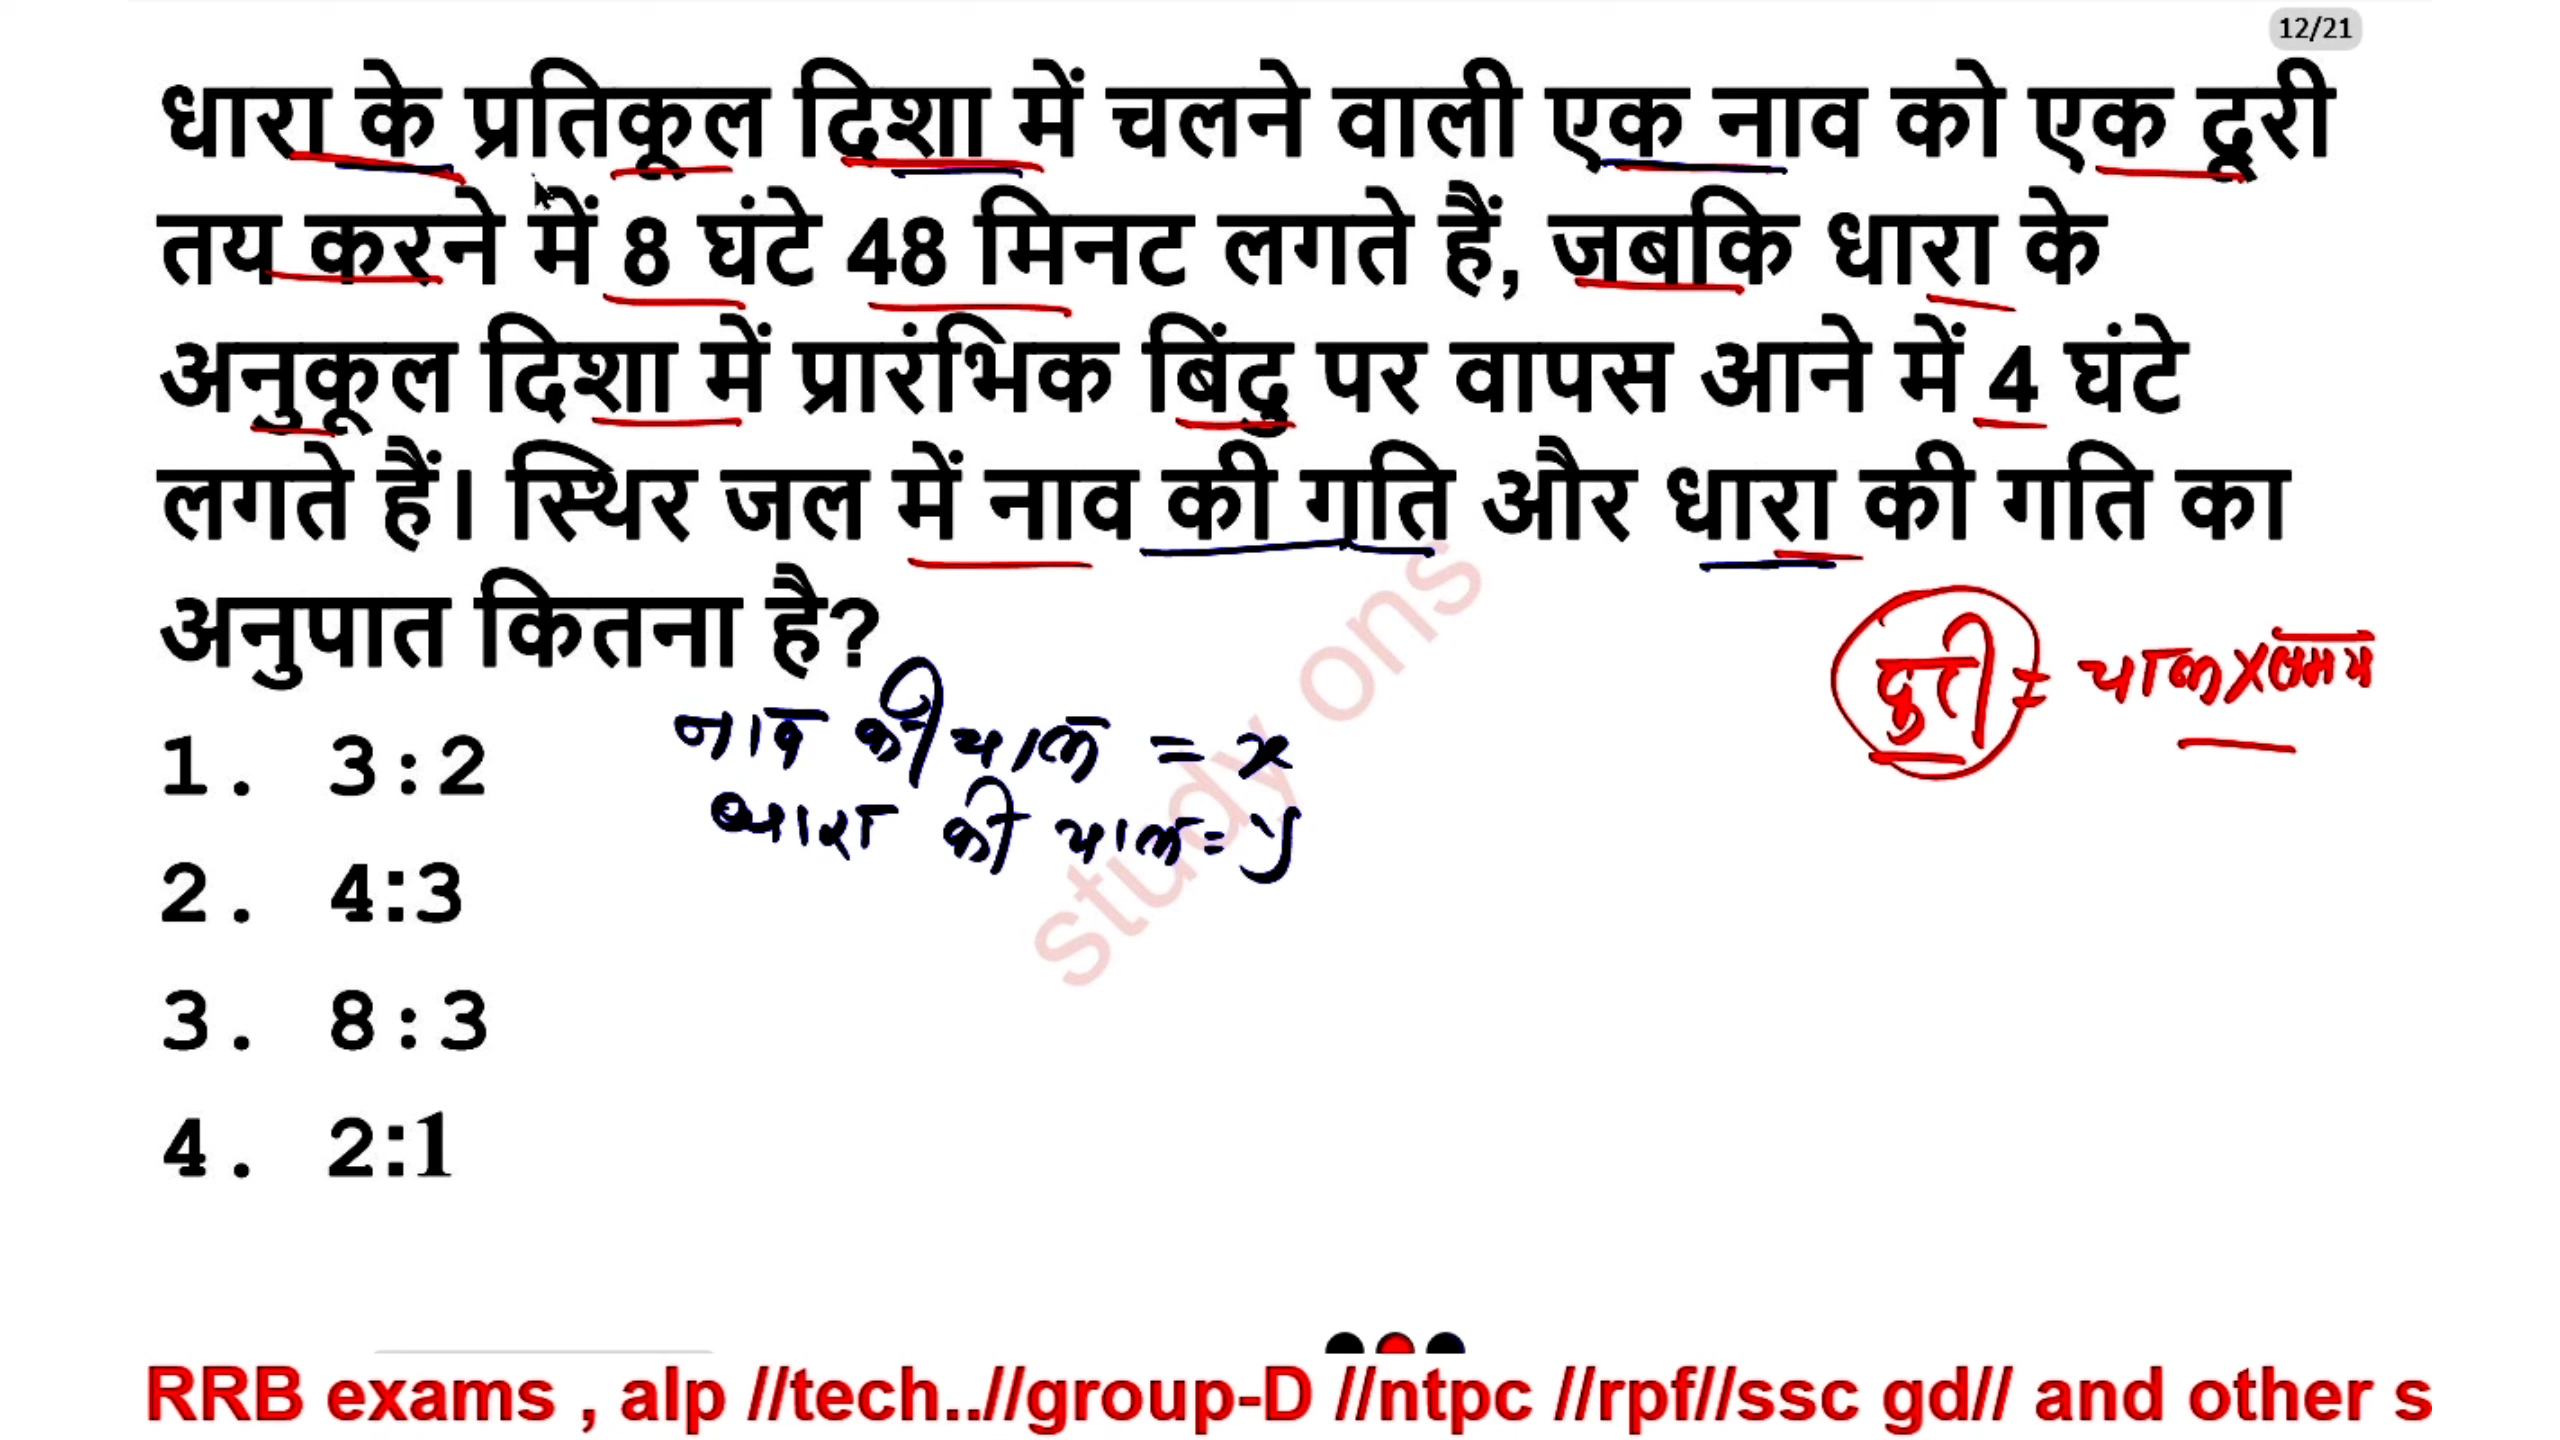 12/21
धारा के प्रतिकूल दिशा में चलने वाली एक नाव को एक दूरी
तय करने में 8 घंटे 48 मिनट लगते हैं, जबकि धारा के
अनुकूल दिशा में प्रारंभिक बिंदु पर वापस आने में 4 घंटे
लगते हैं। स्थिर जल में नाव की गति और धारा की गति का
अनुपात कितना है?
दुरी = चाल X समय
नाव की चाल = x
धारा की चाल = y
study ons
1. 3:2
2. 4:3
3. 8:3
4. 2:1
RRB exams , alp //tech..//group-D //ntpc //rpf//ssc gd// and other s